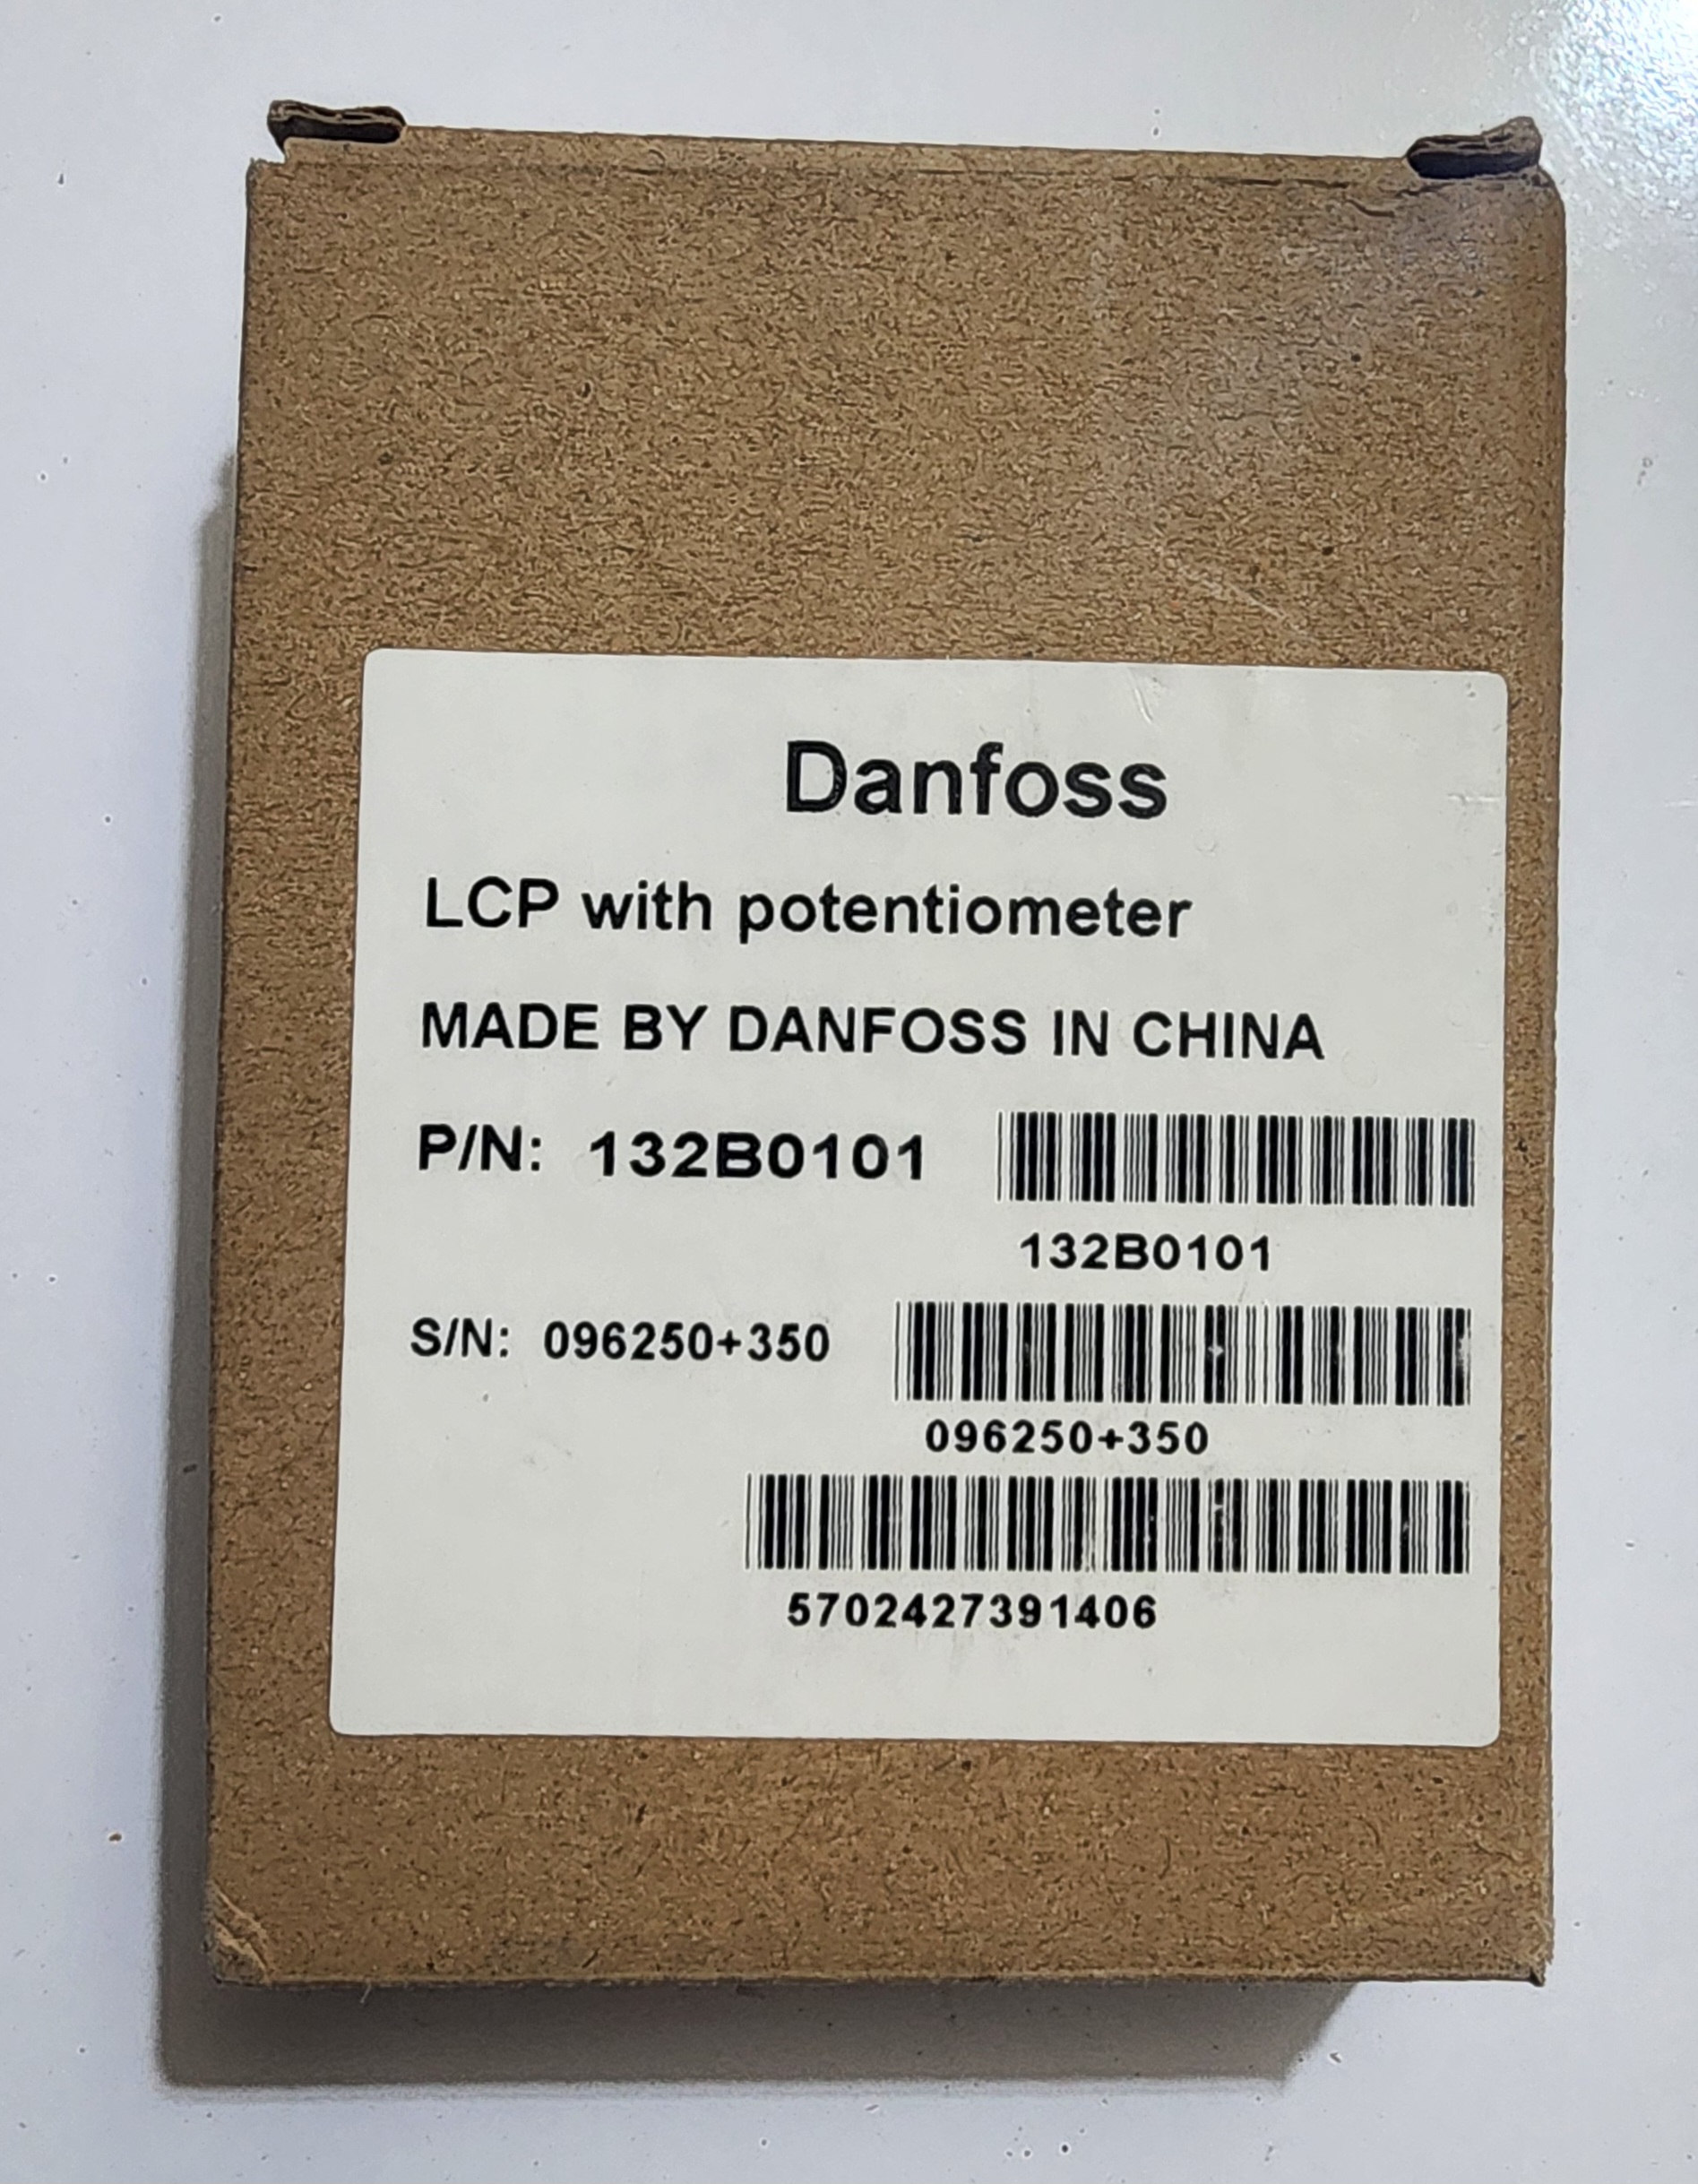 Danfoss
LCP with potentiometer
MADE BY DANFOSS IN CHINA
P/N: 132B0101
132B0101
S/N: 096250+350
096250+350
5702427391406